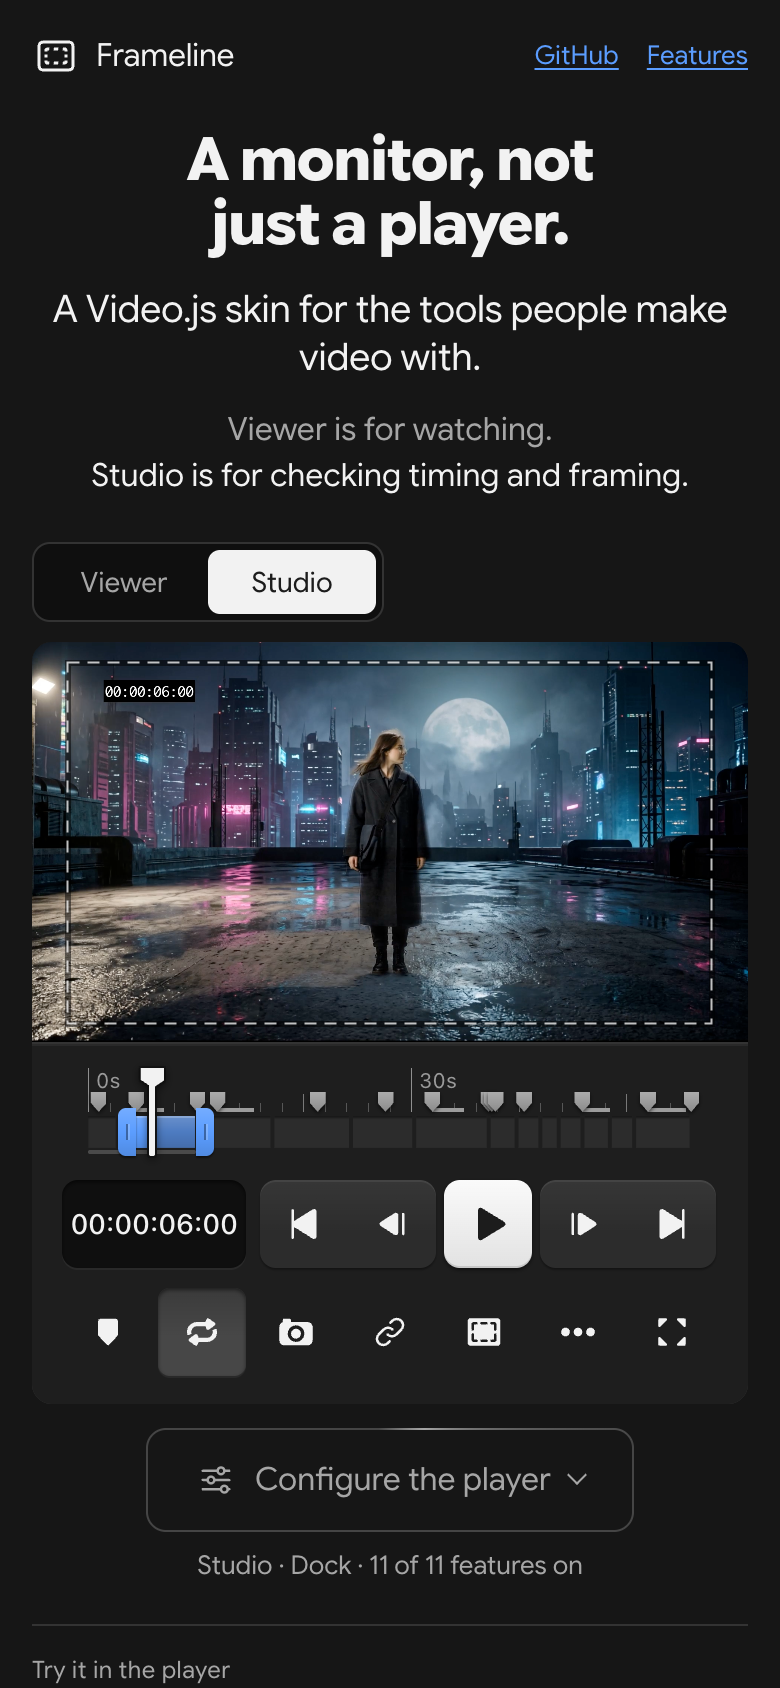 Frameline
GitHub Features
A monitor, not
just a player.
A Video.js skin for the tools people make
video with.
Viewer is for watching.
Studio is for checking timing and framing.
Viewer Studio
00:00:06:00
0s 30s
00:00:06:00
Configure the player
Studio · Dock · 11 of 11 features on
Try it in the player